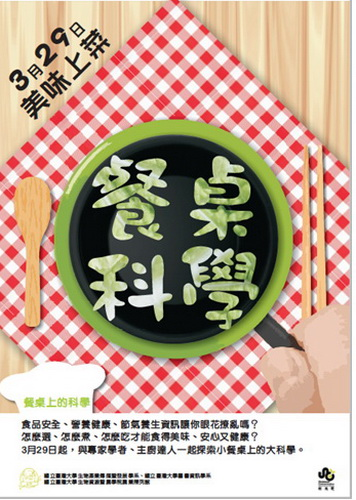 3月29日
美味上菜
餐桌
科學
餐桌上的科學
食品安全、營養健康、節氣養生資訊讓你眼花撩亂嗎？
怎麼選、怎麼煮、怎麼吃才能食得美味、安心又健康？
3月29日起，與專家學者、主廚達人一起探索小餐桌上的大科學。